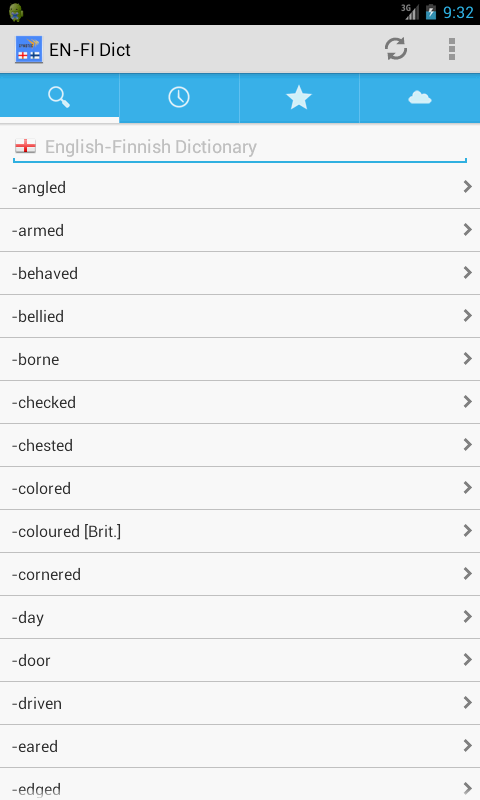 3G
9:32
EN-FI Dict
English-Finnish Dictionary
-angled
-armed
-behaved
-bellied
-borne
-checked
-chested
-colored
-coloured [Brit.]
-cornered
-day
-door
-driven
-eared
-edged